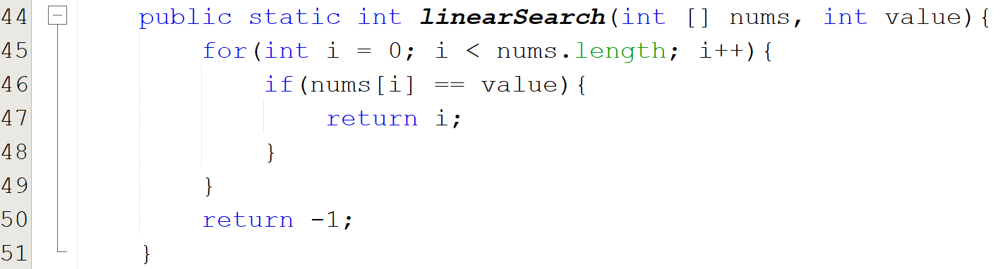 44 public static int linearSearch(int [] nums, int value){
45 for(int i = 0; i < nums.length; i++){
46 if(nums[i] == value){
47 return i;
48 }
49 }
50 return -1;
51 }